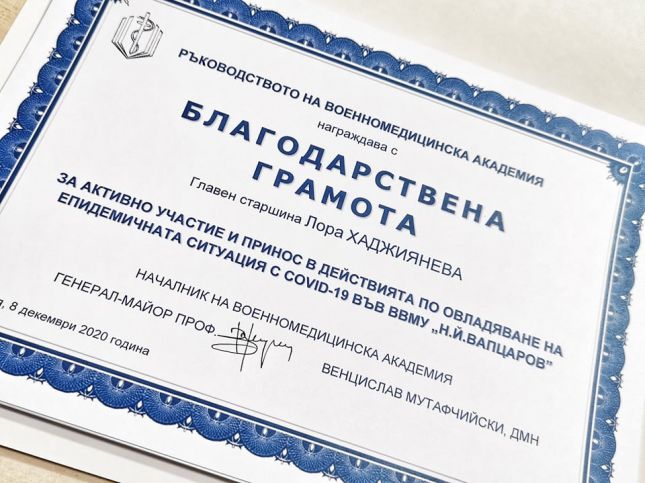 РЪКОВОДСТВОТО НА ВОЕННОМЕДИЦИНСКА АКАДЕМИЯ
награждава с
БЛАГОДАРСТВЕНА
ГРАМОТА
Главен старшина Лора ХАДЖИЯНЕВА
ЗА АКТИВНО УЧАСТИЕ И ПРИНОС В ДЕЙСТВИЯТА ПО ОВЛАДЯВАНЕ НА
ЕПИДЕМИЧНАТА СИТУАЦИЯ С COVID-19 ВЪВ ВВМУ „Н.Й.ВАПЦАРОВ”
НАЧАЛНИК НА ВОЕННОМЕДИЦИНСКА АКАДЕМИЯ
ГЕНЕРАЛ-МАЙОР ПРОФ.
ВЕНЦИСЛАВ МУТАФЧИЙСКИ, ДМН
8 декември 2020 година